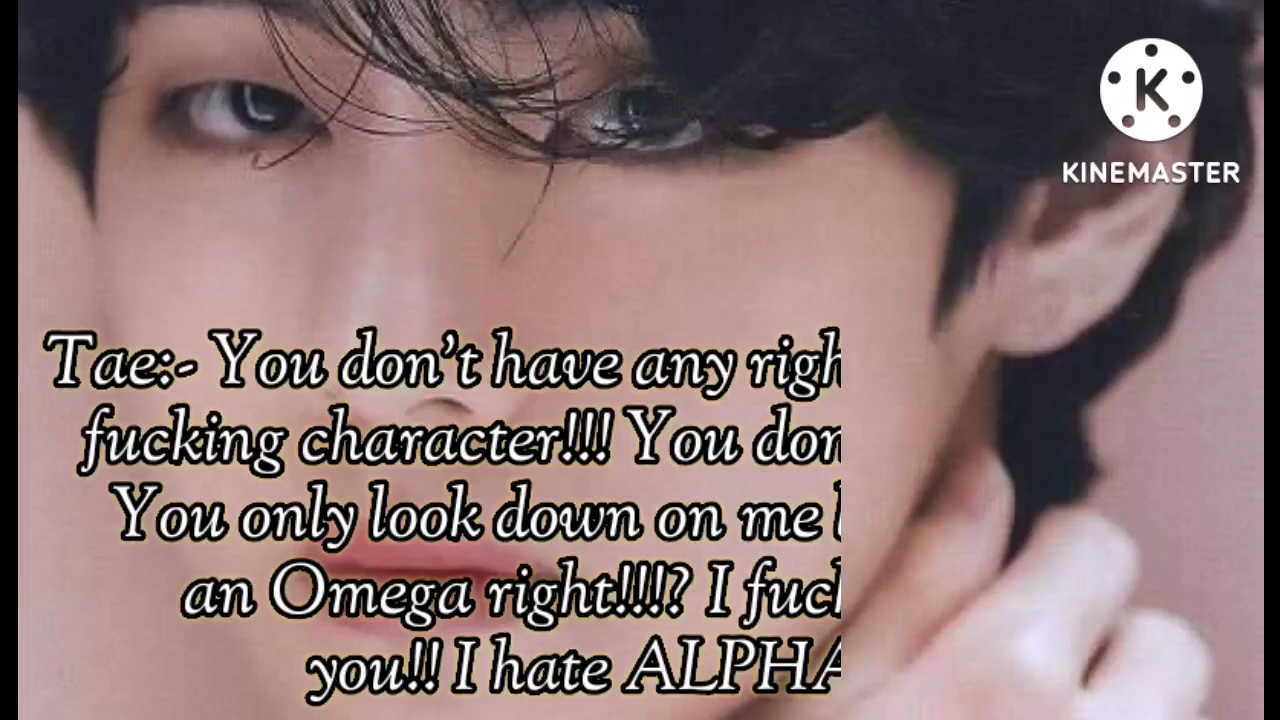 KINEMASTER
Tae:- You don't have any righ
fucking character!!! You don
You only look down on me
an Omega right!!!? I fuc
you!! I hate ALPHA